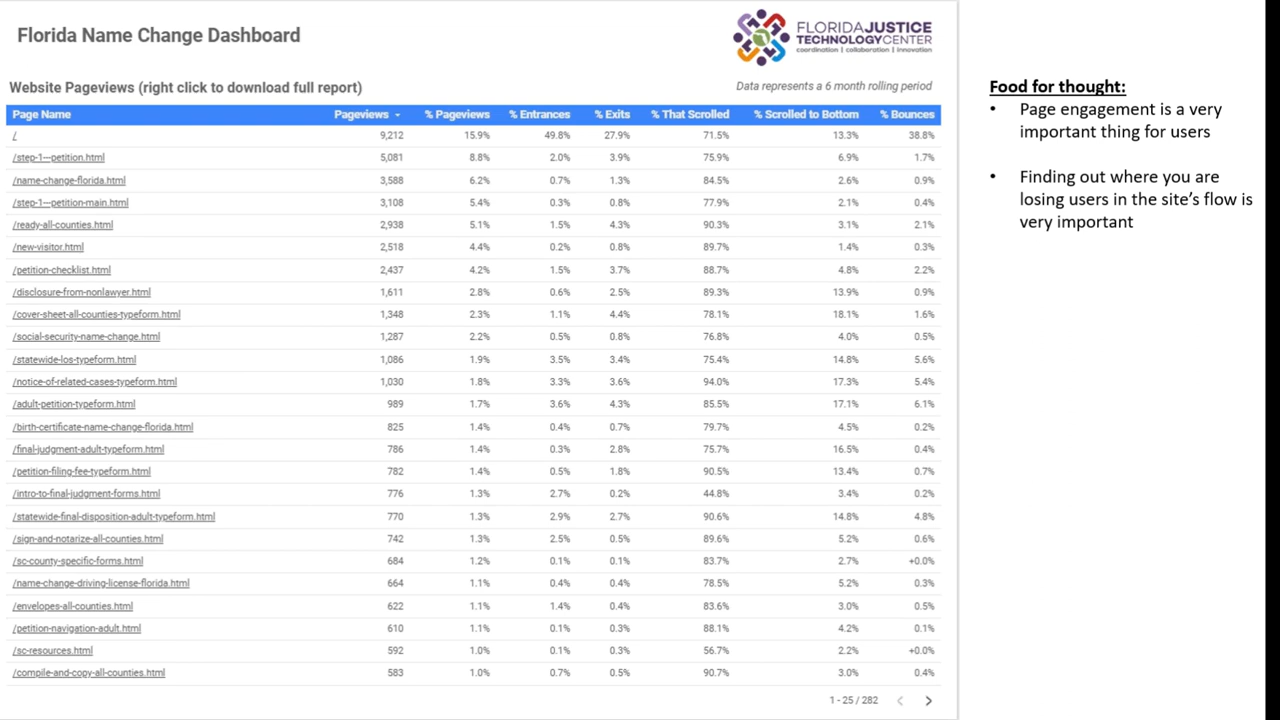 Florida Name Change Dashboard
FLORIDAJUSTICE
TECHNOLOGYCENTER
coordination | collaboration | innovation
Website Pageviews (right click to download full report)
Data represents a 6 month rolling period
Page Name Pageviews % Pageviews % Entrances % Exits % That Scrolled % Scrolled to Bottom % Bounces
/ 9,212 15.9% 49.8% 27.9% 71.5% 13.3% 38.8%
/step-1---petition.html 5,081 8.8% 2.0% 3.9% 75.9% 6.9% 1.7%
/name-change-florida.html 3,588 6.2% 0.7% 1.3% 84.5% 2.6% 0.9%
/step-1---petition-main.html 3,108 5.4% 0.3% 0.8% 77.9% 2.1% 0.4%
/ready-all-counties.html 2,938 5.1% 1.5% 4.3% 90.3% 3.1% 2.1%
/new-visitor.html 2,518 4.4% 0.2% 0.8% 89.7% 1.4% 0.3%
/petition-checklist.html 2,437 4.2% 1.5% 3.7% 88.7% 4.8% 2.2%
/disclosure-from-nonlawyer.html 1,611 2.8% 0.6% 2.5% 89.3% 13.9% 0.9%
/cover-sheet-all-counties-typeform.html 1,348 2.3% 1.1% 4.4% 78.1% 18.1% 1.6%
/social-security-name-change.html 1,287 2.2% 0.5% 0.8% 76.8% 4.0% 0.5%
/statewide-los-typeform.html 1,086 1.9% 3.5% 3.4% 75.4% 14.8% 5.6%
/notice-of-related-cases-typeform.html 1,030 1.8% 3.3% 3.6% 94.0% 17.3% 5.4%
/adult-petition-typeform.html 989 1.7% 3.6% 4.3% 85.5% 17.1% 6.1%
/birth-certificate-name-change-florida.html 825 1.4% 0.4% 0.7% 79.7% 4.5% 0.2%
/final-judgment-adult-typeform.html 786 1.4% 0.3% 2.8% 75.7% 16.5% 0.4%
/petition-filing-fee-typeform.html 782 1.4% 0.5% 1.8% 90.5% 13.4% 0.7%
/intro-to-final-judgment-forms.html 776 1.3% 2.7% 0.2% 44.8% 3.4% 0.2%
/statewide-final-disposition-adult-typeform.html 770 1.3% 2.9% 2.7% 90.6% 14.8% 4.8%
/sign-and-notarize-all-counties.html 742 1.3% 2.5% 0.5% 89.6% 5.2% 0.6%
/sc-county-specific-forms.html 684 1.2% 0.1% 0.1% 83.7% 2.7% +0.0%
/name-change-driving-license-florida.html 664 1.1% 0.4% 0.4% 78.5% 5.2% 0.3%
/envelopes-all-counties.html 622 1.1% 1.4% 0.4% 83.6% 3.0% 0.5%
/petition-navigation-adult.html 610 1.1% 0.1% 0.3% 88.1% 4.2% 0.1%
/sc-resources.html 592 1.0% 0.1% 0.3% 56.7% 2.2% +0.0%
/compile-and-copy-all-counties.html 583 1.0% 0.7% 0.5% 90.7% 3.0% 0.4%
1 - 25 / 282 < >
Food for thought:
• Page engagement is a very
important thing for users
• Finding out where you are
losing users in the site's flow is
very important